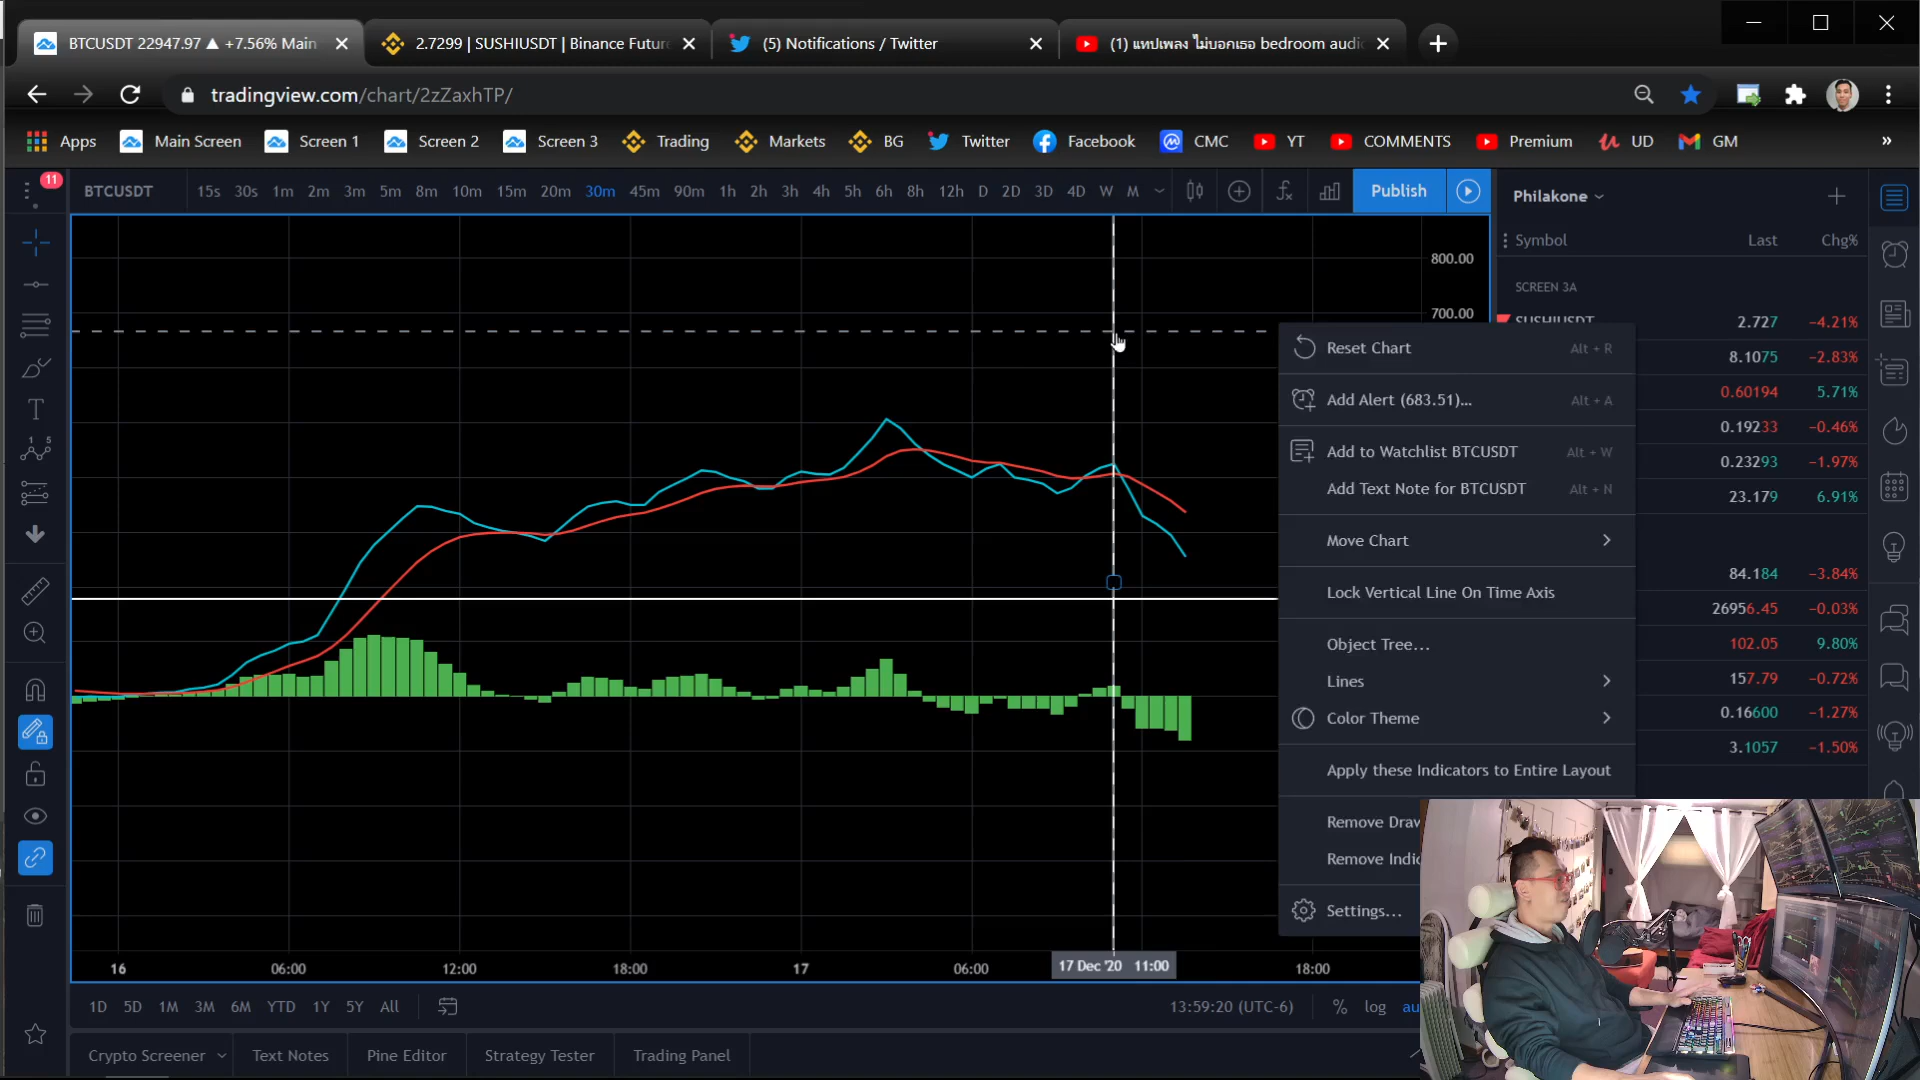 BTCUSDT 22947.97 ▲ +7.56% Main
2.7299 | SUSHIUSDT | Binance Futur
(5) Notifications / Twitter
(1) แทปเพลง ไม่บอกเธอ bedroom audi
tradingview.com/chart/2zZaxhTP/
Apps
Main Screen
Screen 1
Screen 2
Screen 3
Trading
Markets
BG
Twitter
Facebook
CMC
YT
COMMENTS
Premium
UD
GM
»
11
BTCUSDT
15s 30s 1m 2m 3m 5m 8m 10m 15m 20m 30m 45m 90m 1h 2h 3h 4h 5h 6h 8h 12h D 2D 3D 4D W M
Publish
Philakone
Symbol Last Chg%
SCREEN 3A
SUSHIUSDT 2.727 -4.21%
8.1075 -2.83%
0.60194 5.71%
0.19233 -0.46%
0.23293 -1.97%
23.179 6.91%
84.184 -3.84%
26956.45 -0.03%
102.05 9.80%
157.79 -0.72%
0.16600 -1.27%
3.1057 -1.50%
800.00
700.00
Reset Chart Alt + R
Add Alert (683.51)... Alt + A
Add to Watchlist BTCUSDT Alt + W
Add Text Note for BTCUSDT Alt + N
Move Chart
Lock Vertical Line On Time Axis
Object Tree...
Lines
Color Theme
Apply these Indicators to Entire Layout
Remove Draw
Remove Indic
Settings...
16 06:00 12:00 18:00 17 06:00 17 Dec '20 11:00 18:00
1D 5D 1M 3M 6M YTD 1Y 5Y All
13:59:20 (UTC-6) % log au
Crypto Screener
Text Notes
Pine Editor
Strategy Tester
Trading Panel